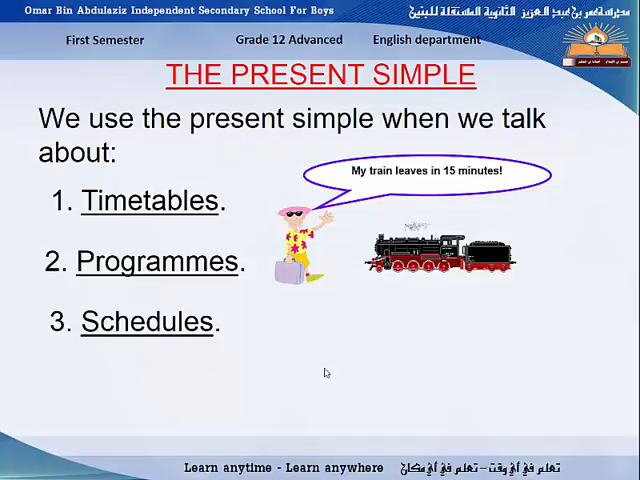 Omar Bin Abdulaziz Independent Secondary School For Boys
مدرسة عمر بن عبد العزيز الثانوية المستقلة للبنين
First Semester
Grade 12 Advanced
English department
THE PRESENT SIMPLE
We use the present simple when we talk
about:
My train leaves in 15 minutes!
1. Timetables.
2. Programmes.
3. Schedules.
Learn anytime - Learn anywhere
تعلم في أي وقت - تعلم في أي مكان